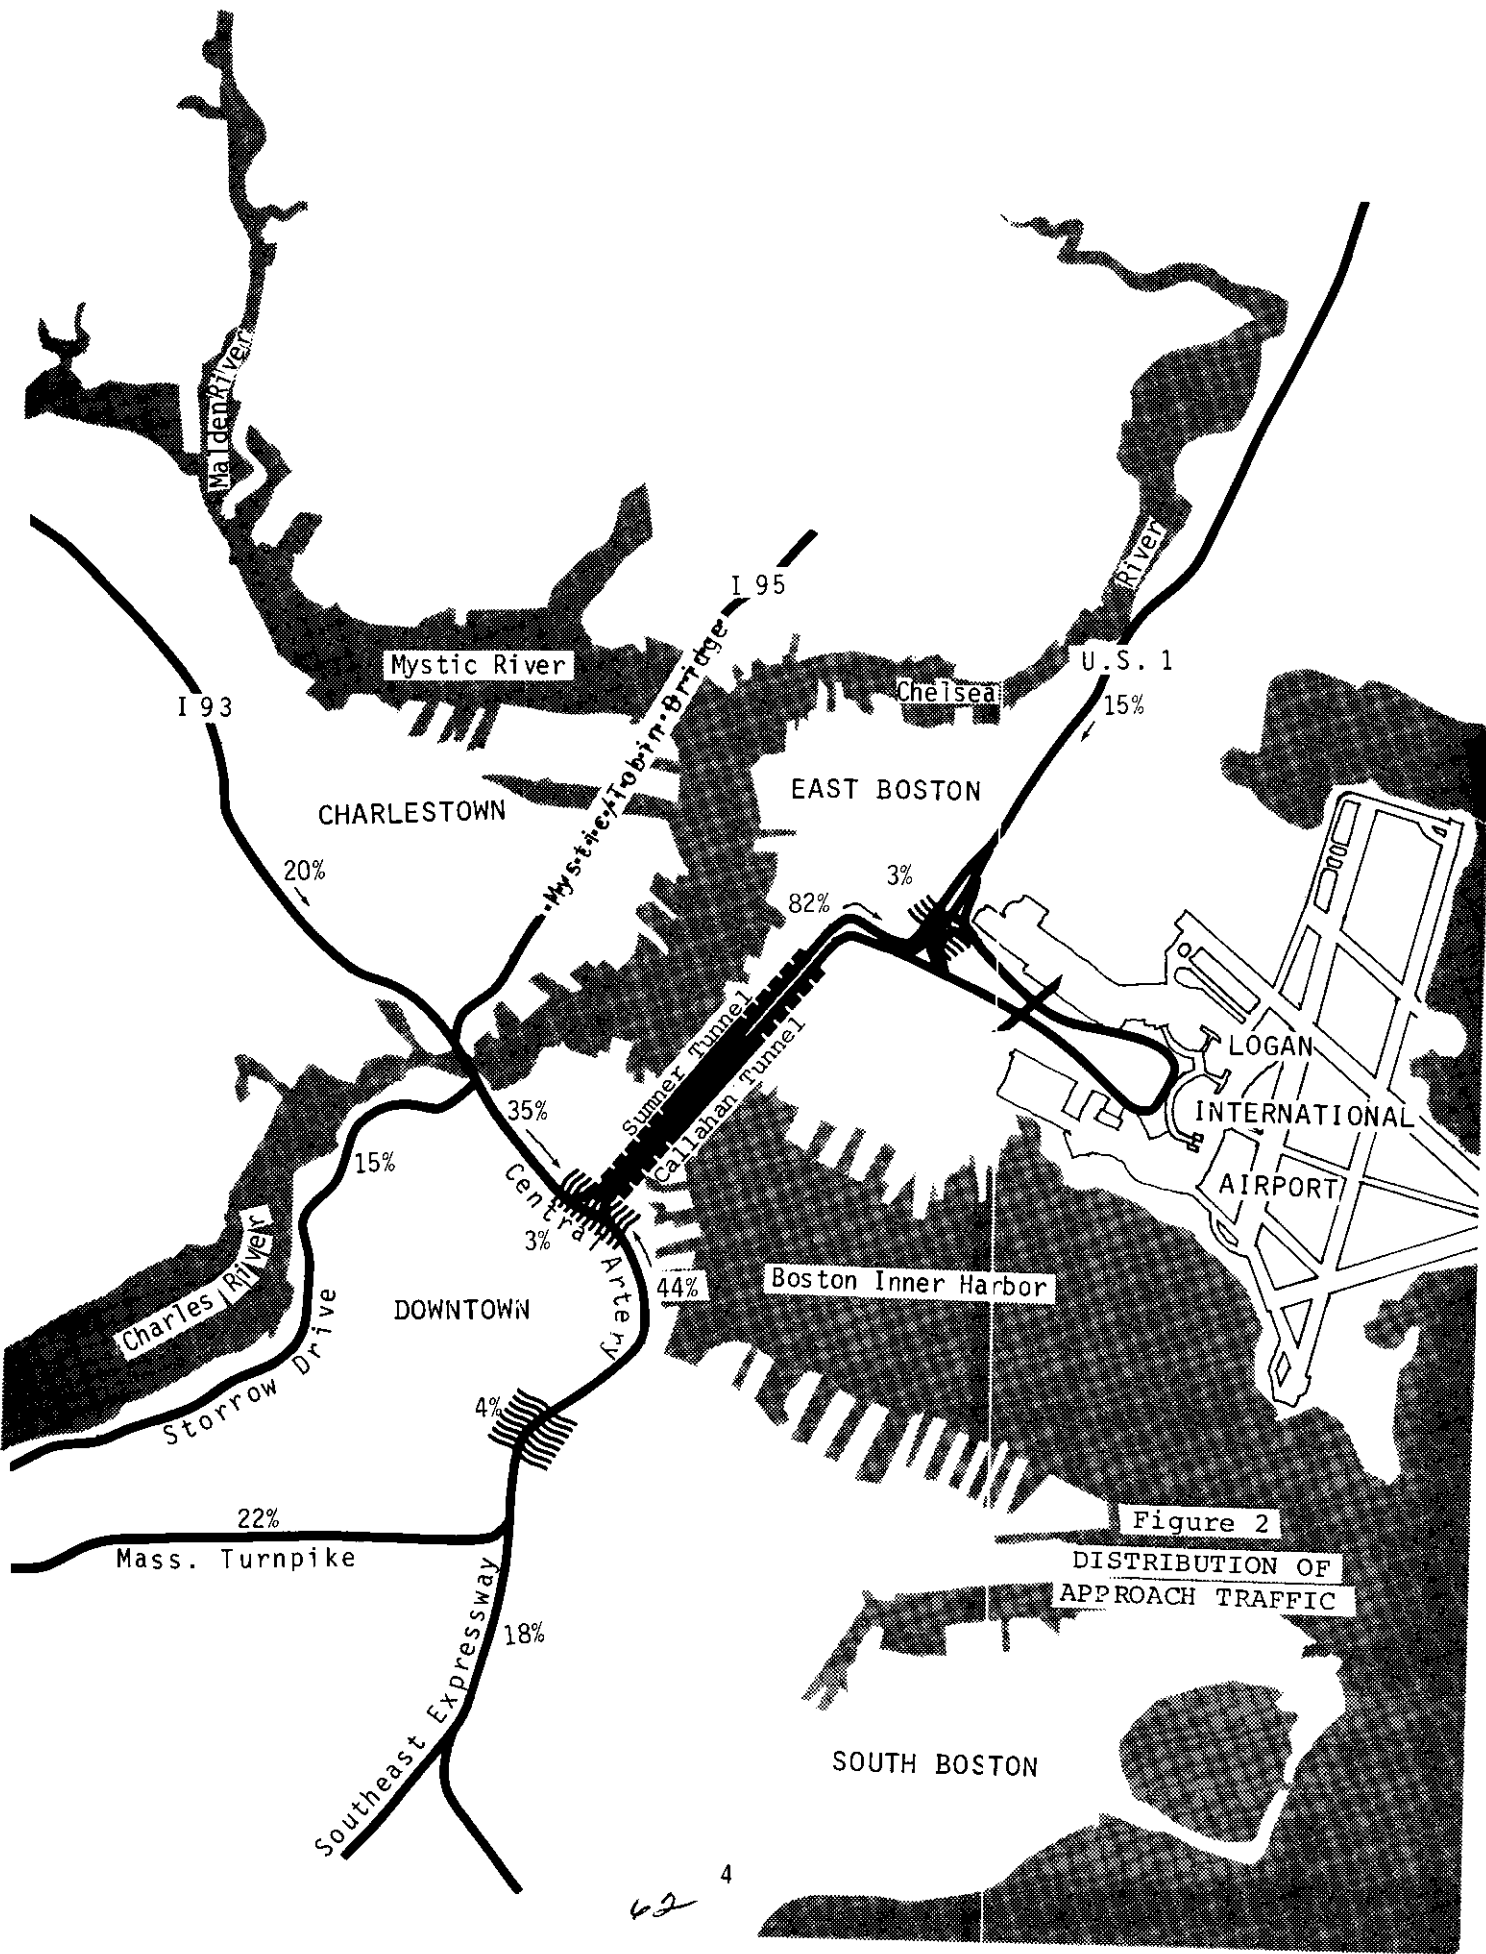 Malden River
I 95
Mystic River
Mystic/Tobin Bridge
River
U.S. 1
Chelsea
15%
I 93
EAST BOSTON
CHARLESTOWN
20%
3%
82%
Sumner Tunnel
Callahan Tunnel
LOGAN
INTERNATIONAL
AIRPORT
35%
15%
Central Artery
3%
44%
Boston Inner Harbor
Charles River
DOWNTOWN
Storrow Drive
4%
22%
Mass. Turnpike
Figure 2
DISTRIBUTION OF
APPROACH TRAFFIC
18%
Southeast Expressway
SOUTH BOSTON
4
62